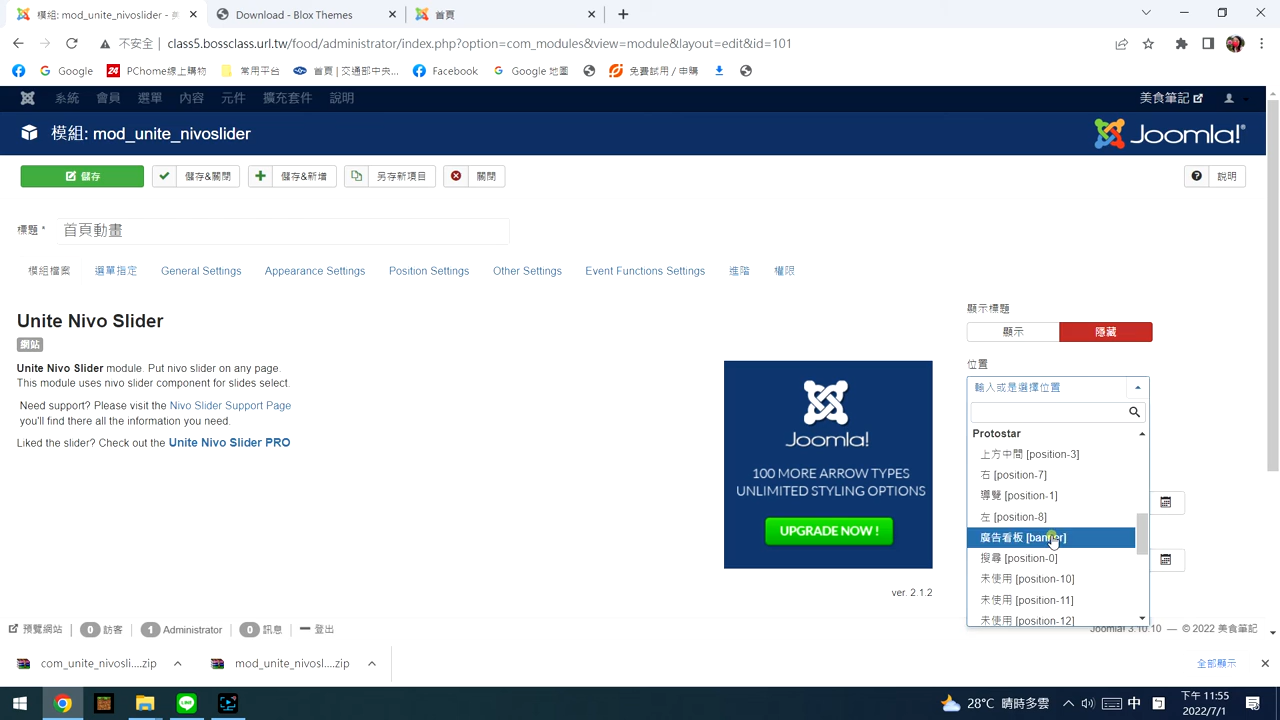 模組: mod_unite_nivoslider - 美
Download - Blox Themes
首頁
不安全
class5.bossclass.url.tw/food/administrator/index.php?option=com_modules&view=module&layout=edit&id=101
Google
PChome線上購物
常用平台
首頁 | 交通部中央...
Facebook
Google 地圖
免費試用 / 申購
系統 會員 選單 內容 元件 擴充套件 說明
美食筆記
模組: mod_unite_nivoslider
Joomla!
儲存
儲存&關閉
儲存&新增
另存新項目
關閉
說明
標題 *
首頁動畫
模組檔案 選單指定 General Settings Appearance Settings Position Settings Other Settings Event Functions Settings 進階 權限
Unite Nivo Slider
網站
Unite Nivo Slider module. Put nivo slider on any page.
This module uses nivo slider component for slides select.
Need support? Please visit the Nivo Slider Support Page
you'll find there all the information you need.
Liked the slider? Check out the Unite Nivo Slider PRO
Joomla!
100 MORE ARROW TYPES
UNLIMITED STYLING OPTIONS
UPGRADE NOW !
ver. 2.1.2
顯示標題
顯示
隱藏
位置
輸入或是選擇位置
Protostar
上方中間 [position-3]
右 [position-7]
導覽 [position-1]
左 [position-8]
廣告看板 [banner]
搜尋 [position-0]
未使用 [position-10]
未使用 [position-11]
未使用 [position-12]
預覽網站
0 訪客
1 Administrator
0 訊息
登出
Joomla! 3.10.10 — © 2022 美食筆記
com_unite_nivosli....zip
mod_unite_nivosl....zip
全部顯示
28°C 晴時多雲
中
下午 11:55
2022/7/1